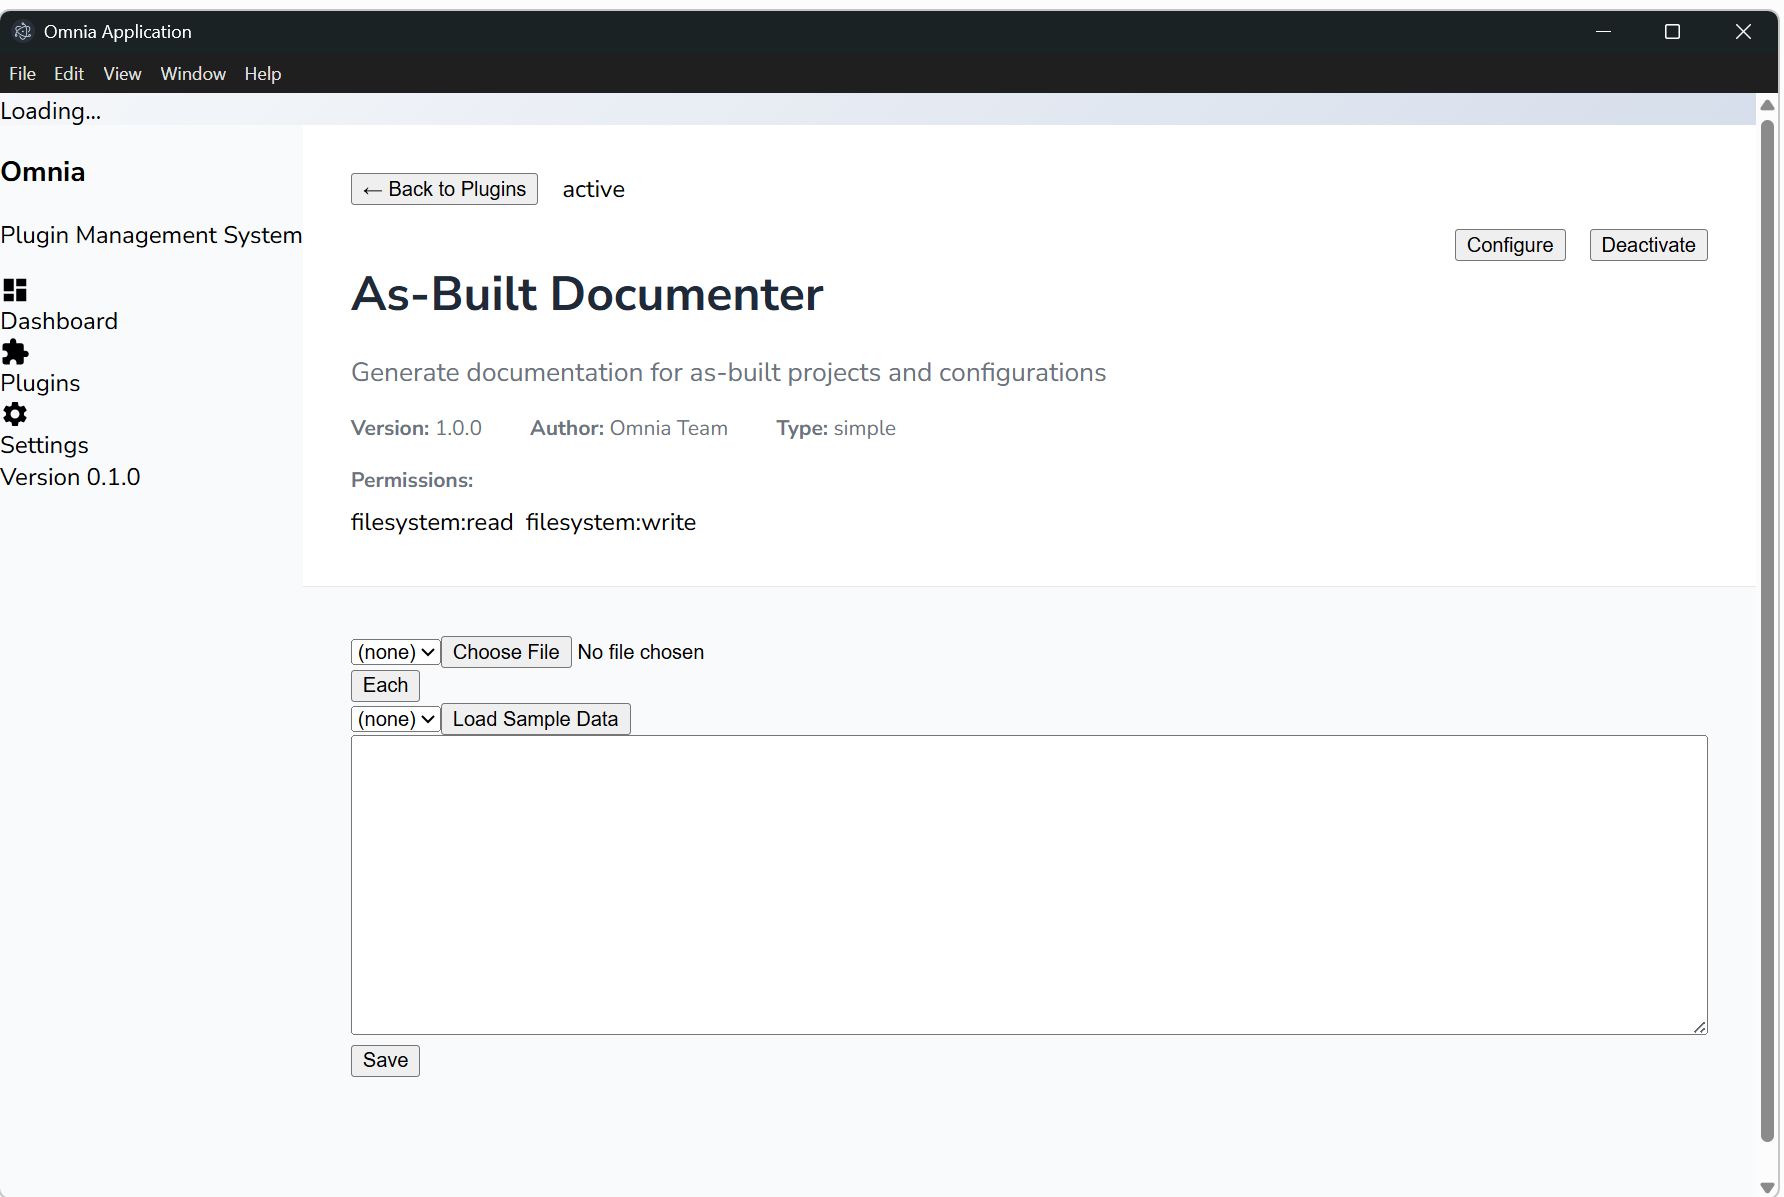 Omnia Application
File Edit View Window Help
Loading...
Omnia
Plugin Management System
Dashboard
Plugins
Settings
Version 0.1.0
← Back to Plugins active
Configure Deactivate
As-Built Documenter
Generate documentation for as-built projects and configurations
Version: 1.0.0 Author: Omnia Team Type: simple
Permissions:
filesystem:read filesystem:write
(none) Choose File No file chosen
Each
(none) Load Sample Data
Save